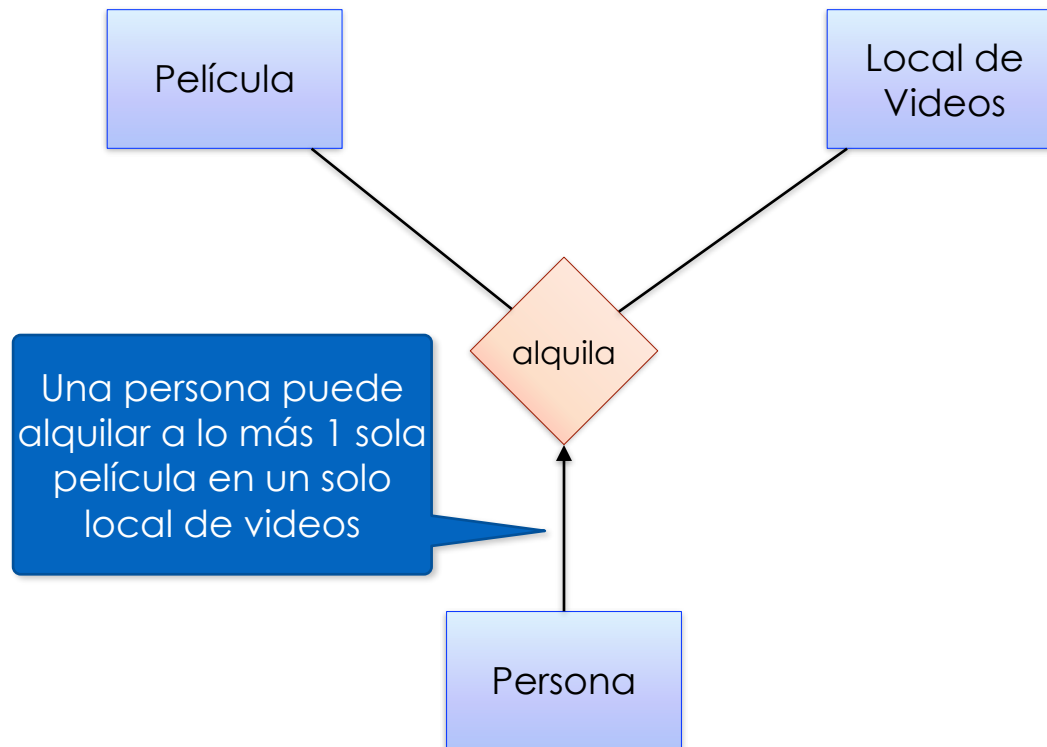 Película
Local de
Videos
alquila
Una persona puede
alquilar a lo más 1 sola
película en un solo
local de videos
Persona